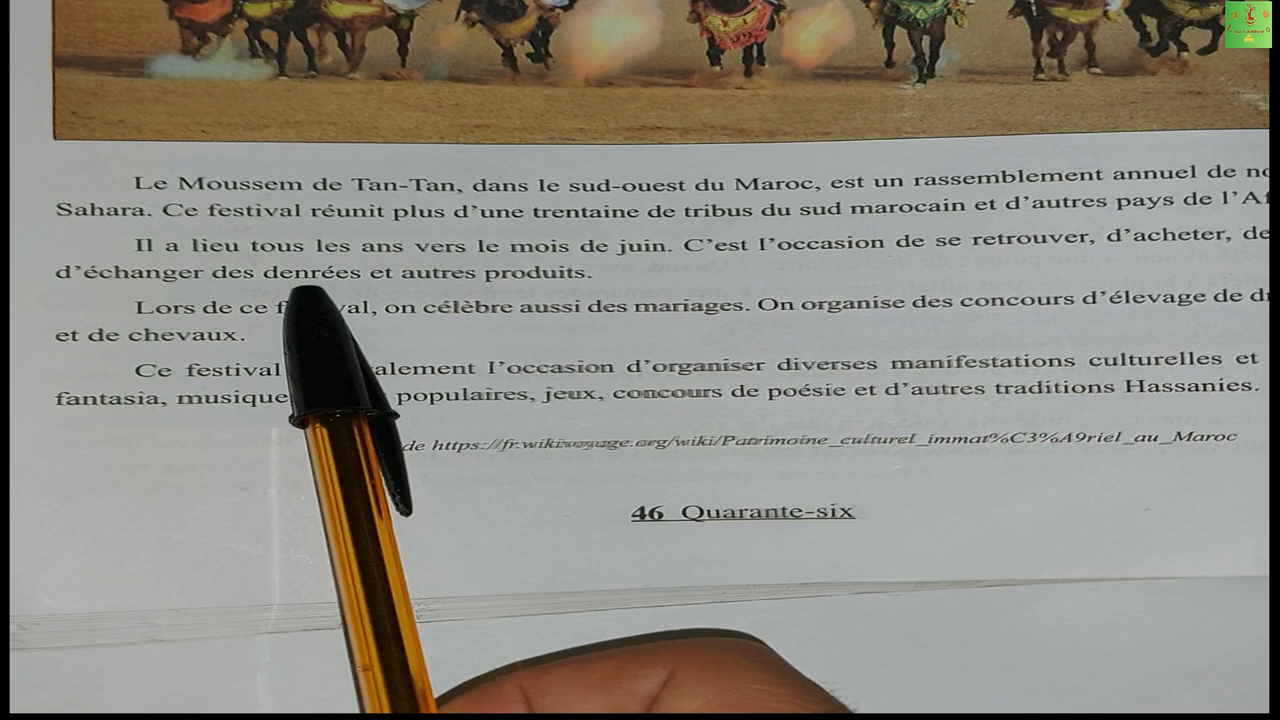 Le Moussem de Tan-Tan, dans le sud-ouest du Maroc, est un rassemblement annuel de
Sahara. Ce festival réunit plus d'une trentaine de tribus du sud marocain et d'autres pays de
Il a lieu tous les ans vers le mois de juin. C'est l'occasion de se retrouver, d'acheter, de
d'échanger des denrées et autres produits.
Lors de ce on célèbre aussi des mariages. On organise des concours d'élevage de
et de chevaux.
Ce festival l'occasion d'organiser diverses manifestations culturelles et
fantasia, musique populaires, jeux, concours de poésie et d'autres traditions Hassanies.
de https://fr.wikivoyage.org/wiki/Patrimoine_culturel_immat%C3%A9riel_au_Maroc
46 Quarante-six